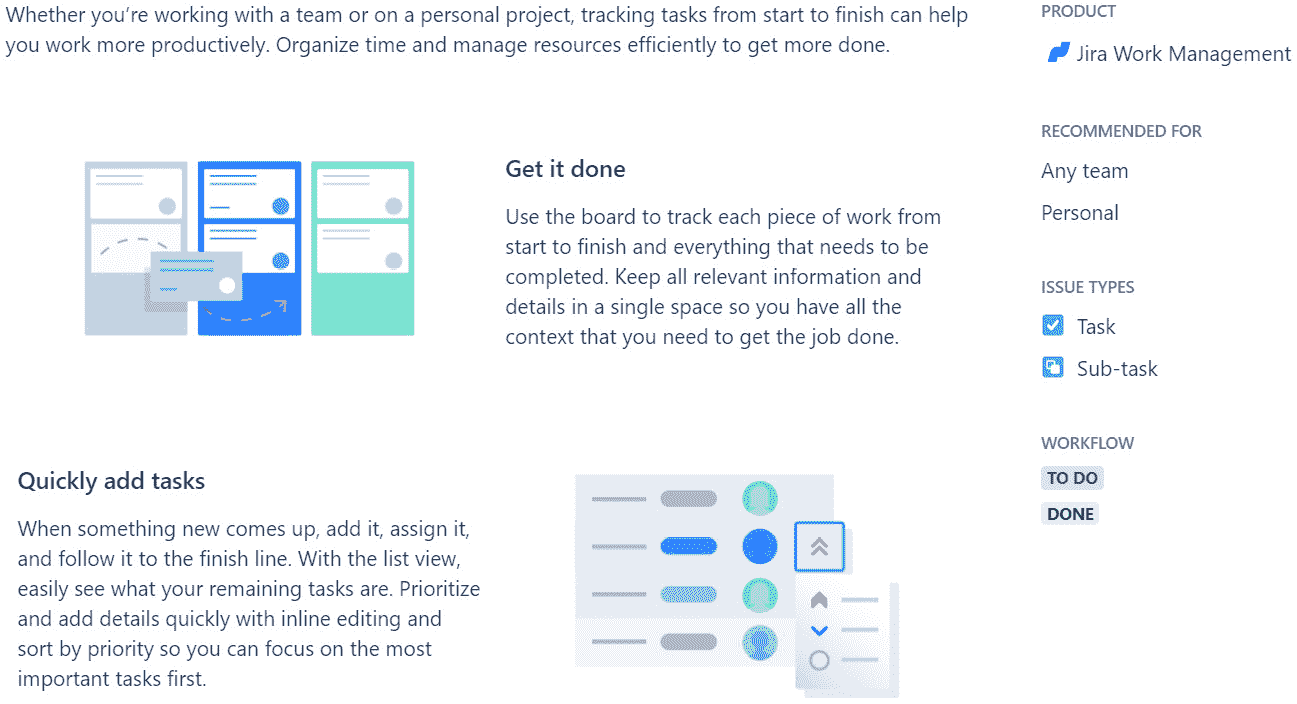 Whether you’re working with a team or on a personal project, tracking tasks from start to finish can help
you work more productively. Organize time and manage resources efficiently to get more done.
Get it done
Use the board to track each piece of work from
start to finish and everything that needs to be
completed. Keep all relevant information and
details in a single space so you have all the
context that you need to get the job done.
Quickly add tasks
When something new comes up, add it, assign it,
and follow it to the finish line. With the list view,
easily see what your remaining tasks are. Prioritize
and add details quickly with inline editing and
sort by priority so you can focus on the most
important tasks first.
PRODUCT
Jira Work Management
RECOMMENDED FOR
Any team
Personal
ISSUE TYPES
Task
Sub-task
WORKFLOW
TO DO
DONE